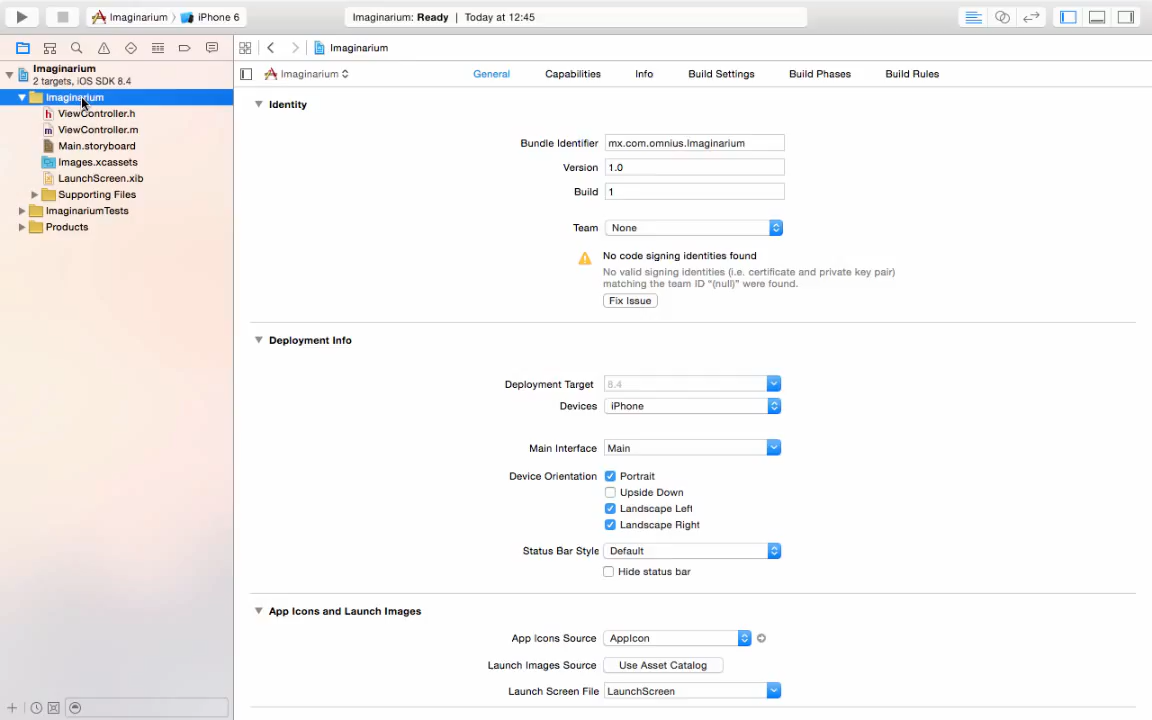 Imaginarium iPhone 6
Imaginarium: Ready | Today at 12:45
Imaginarium
2 targets, iOS SDK 8.4
Imaginarium
ViewController.h
ViewController.m
Main.storyboard
Images.xcassets
LaunchScreen.xib
Supporting Files
ImaginariumTests
Products
Imaginarium
Imaginarium General Capabilities Info Build Settings Build Phases Build Rules
Identity
Bundle Identifier mx.com.omnius.Imaginarium
Version 1.0
Build 1
Team None
No code signing identities found
No valid signing identities (i.e. certificate and private key pair)
matching the team ID "(null)" were found.
Fix Issue
Deployment Info
Deployment Target 8.4
Devices iPhone
Main Interface Main
Device Orientation Portrait
Upside Down
Landscape Left
Landscape Right
Status Bar Style Default
Hide status bar
App Icons and Launch Images
App Icons Source AppIcon
Launch Images Source Use Asset Catalog
Launch Screen File LaunchScreen